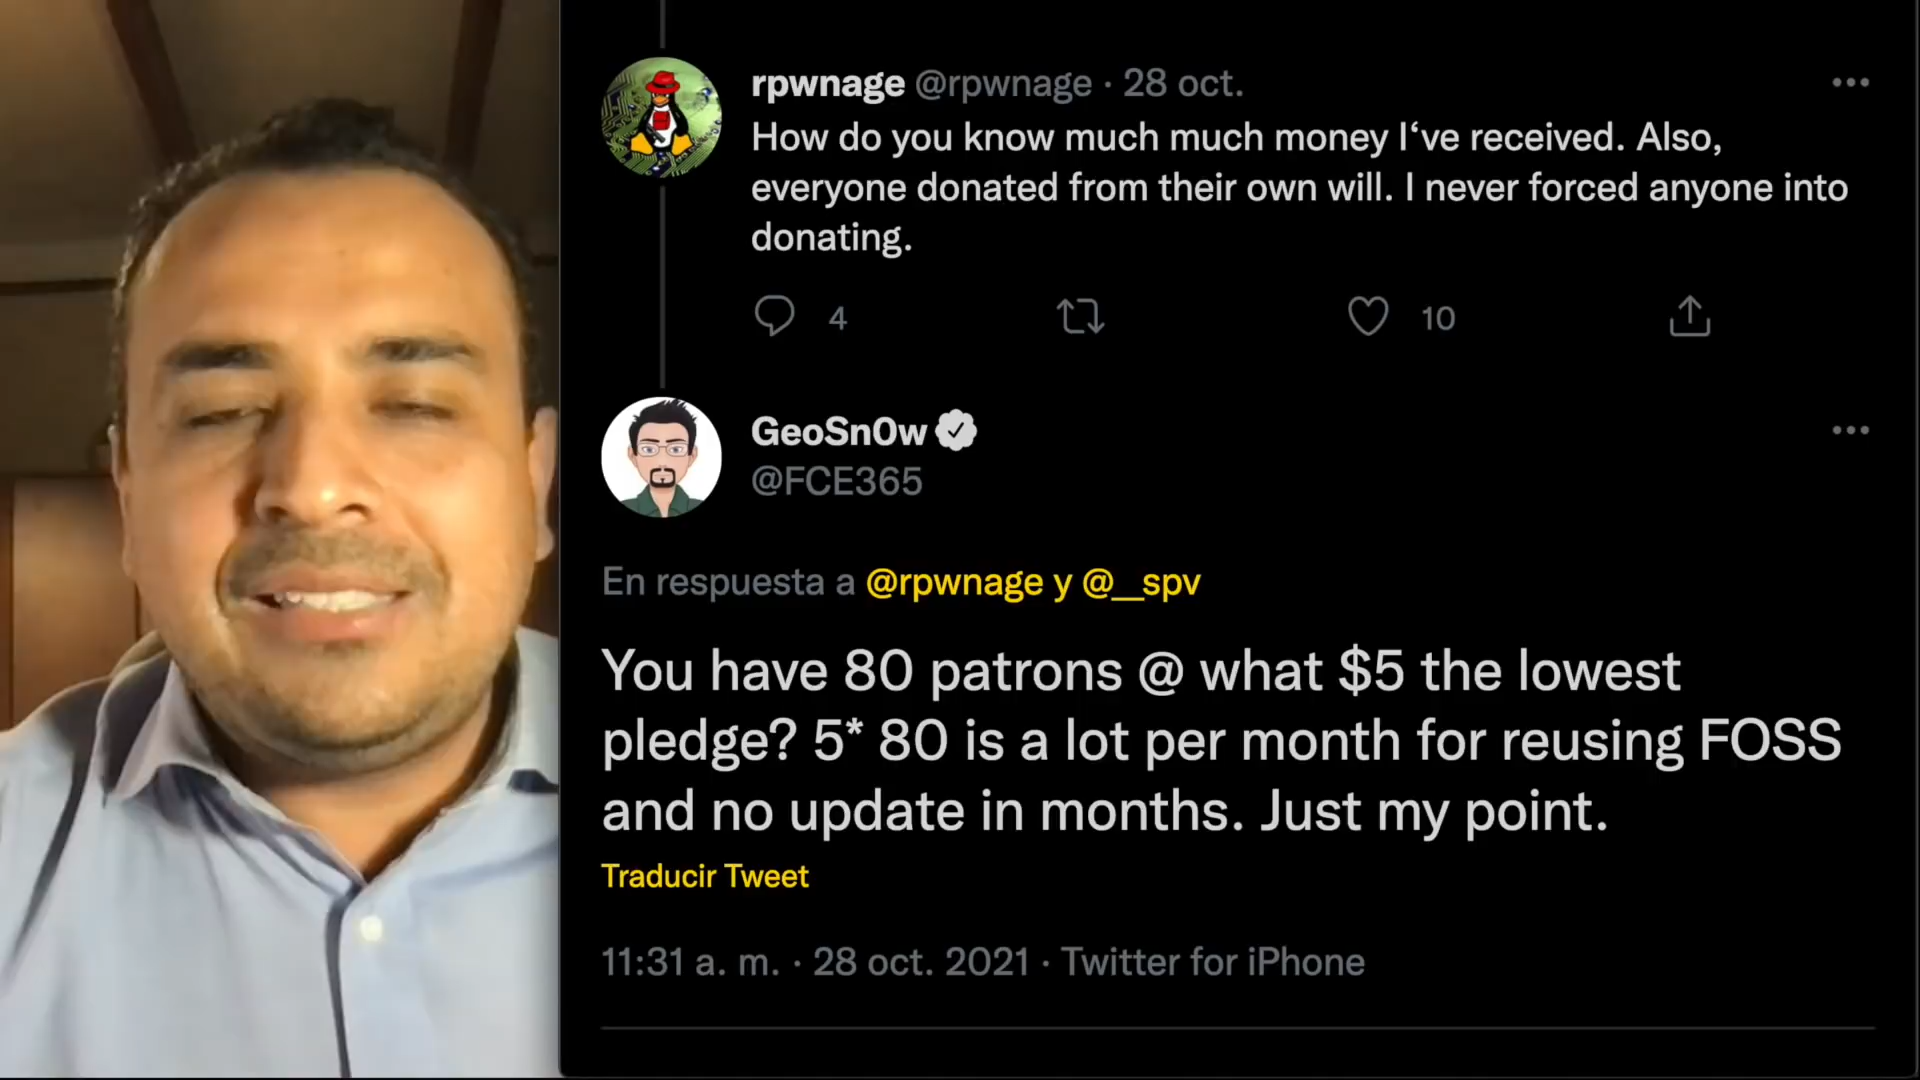 rpwnage @rpwnage · 28 oct.
How do you know much much money I‘ve received. Also,
everyone donated from their own will. I never forced anyone into
donating.
4 10
GeoSn0w
@FCE365
En respuesta a @rpwnage y @__spv
You have 80 patrons @ what $5 the lowest
pledge? 5* 80 is a lot per month for reusing FOSS
and no update in months. Just my point.
Traducir Tweet
11:31 a. m. · 28 oct. 2021 · Twitter for iPhone